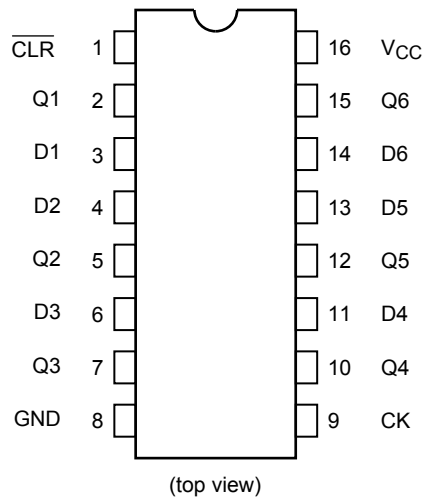 CLR 1 16 VCC
Q1 2 15 Q6
D1 3 14 D6
D2 4 13 D5
Q2 5 12 Q5
D3 6 11 D4
Q3 7 10 Q4
GND 8 9 CK
(top view)